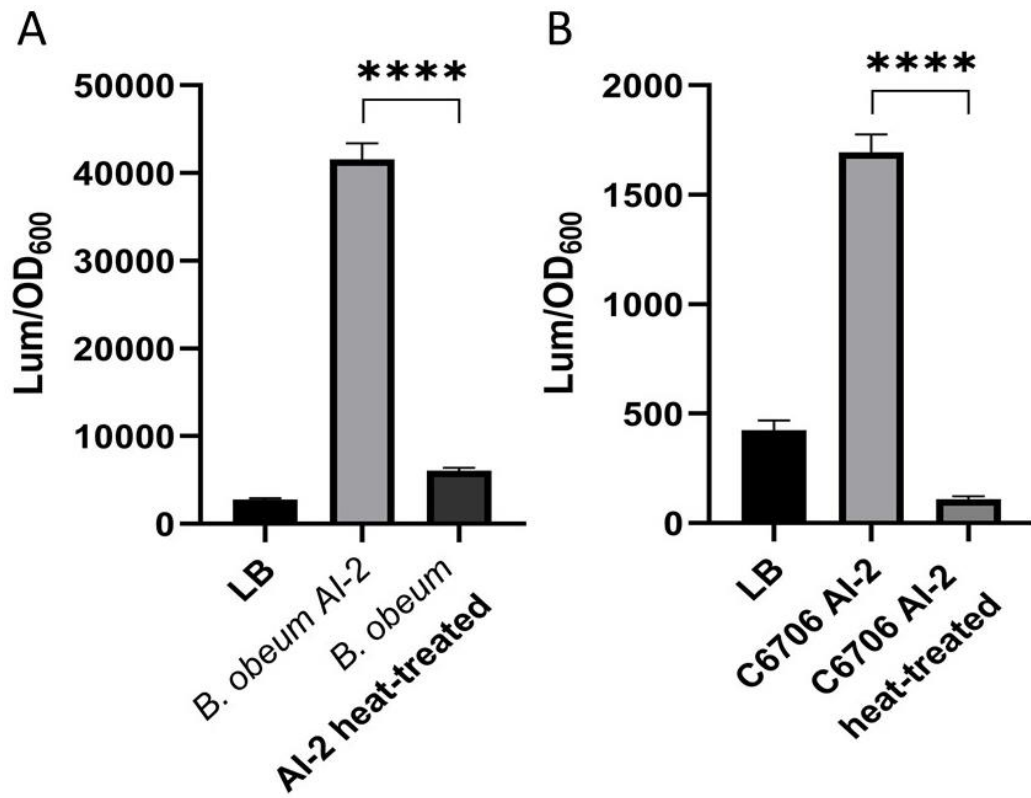 A
****
50000
40000
30000
20000
10000
0
Lum/OD600
LB
B. obeum AI-2
B. obeum
AI-2 heat-treated
B
****
2000
1500
1000
500
0
Lum/OD600
LB
C6706 AI-2
C6706 AI-2
heat-treated